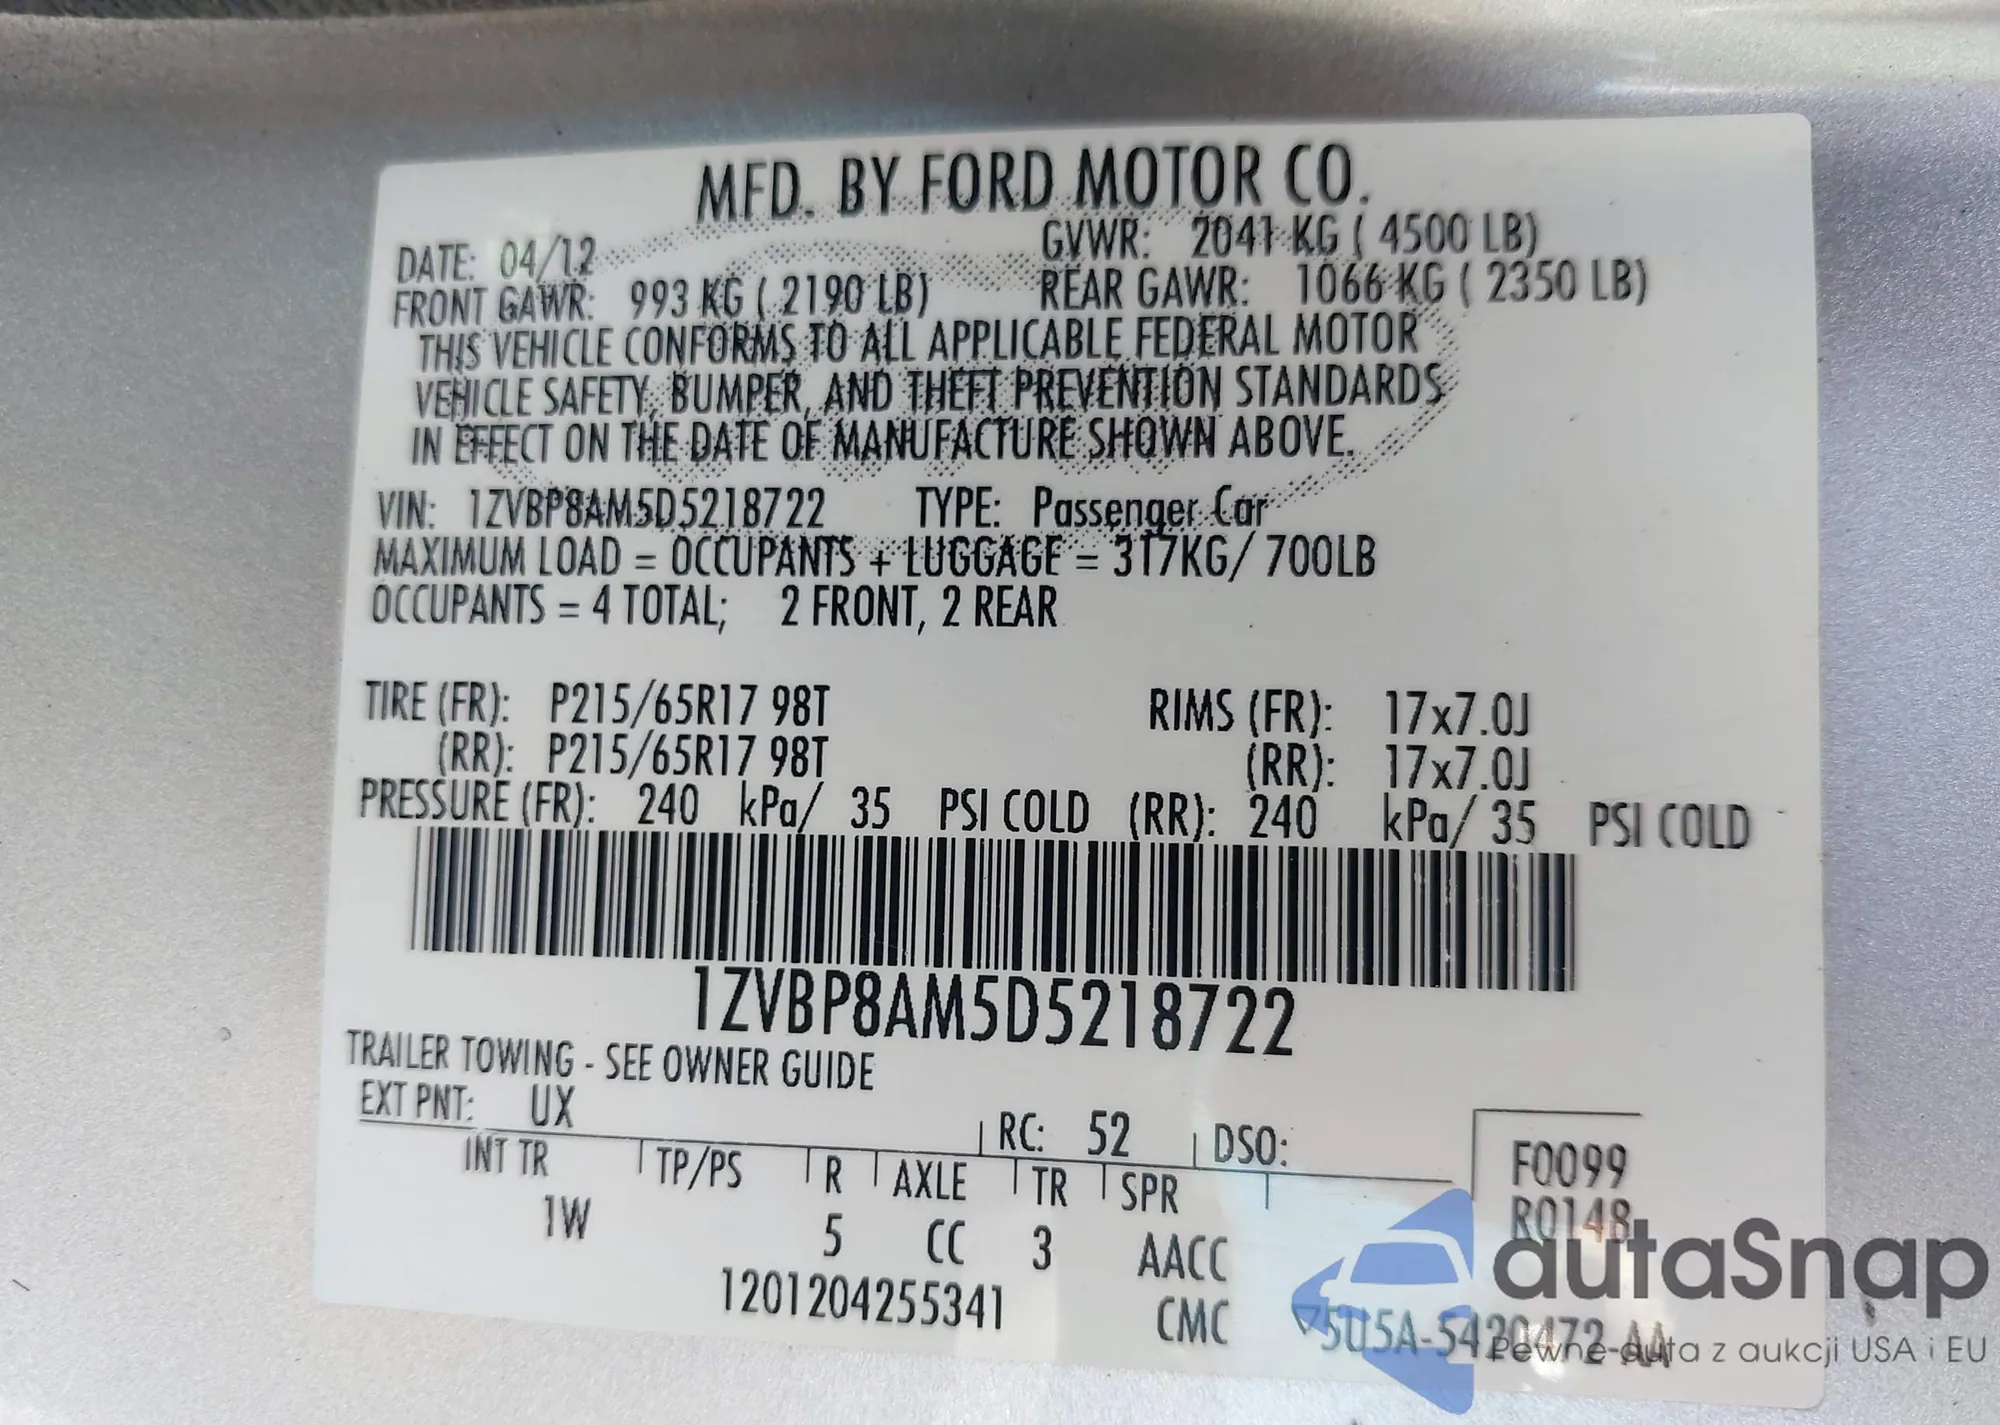 MFD. BY FORD MOTOR CO.
DATE: 04/12 GVWR: 2041 KG ( 4500 LB)
FRONT GAWR: 993 KG ( 2190 LB) REAR GAWR: 1066 KG ( 2350 LB)
THIS VEHICLE CONFORMS TO ALL APPLICABLE FEDERAL MOTOR
VEHICLE SAFETY, BUMPER, AND THEFT PREVENTION STANDARDS
IN EFFECT ON THE DATE OF MANUFACTURE SHOWN ABOVE.
VIN: 1ZVBP8AM5D5218722 TYPE: Passenger Car
MAXIMUM LOAD = OCCUPANTS + LUGGAGE = 317KG/ 700LB
OCCUPANTS = 4 TOTAL; 2 FRONT, 2 REAR
TIRE (FR): P215/65R17 98T RIMS (FR): 17x7.0J
(RR): P215/65R17 98T (RR): 17x7.0J
PRESSURE (FR): 240 kPa/ 35 PSI COLD (RR): 240 kPa/ 35 PSI COLD
1ZVBP8AM5D5218722
TRAILER TOWING - SEE OWNER GUIDE
EXT PNT: UX RC: 52 DSO:
F0099
R0148
INT TR TP/PS R AXLE TR SPR
1W 5 CC 3 AACC
1201204255341 CMC
5U5A-5420472-AA
autaSnap
Pewne auta z aukcji USA i EU